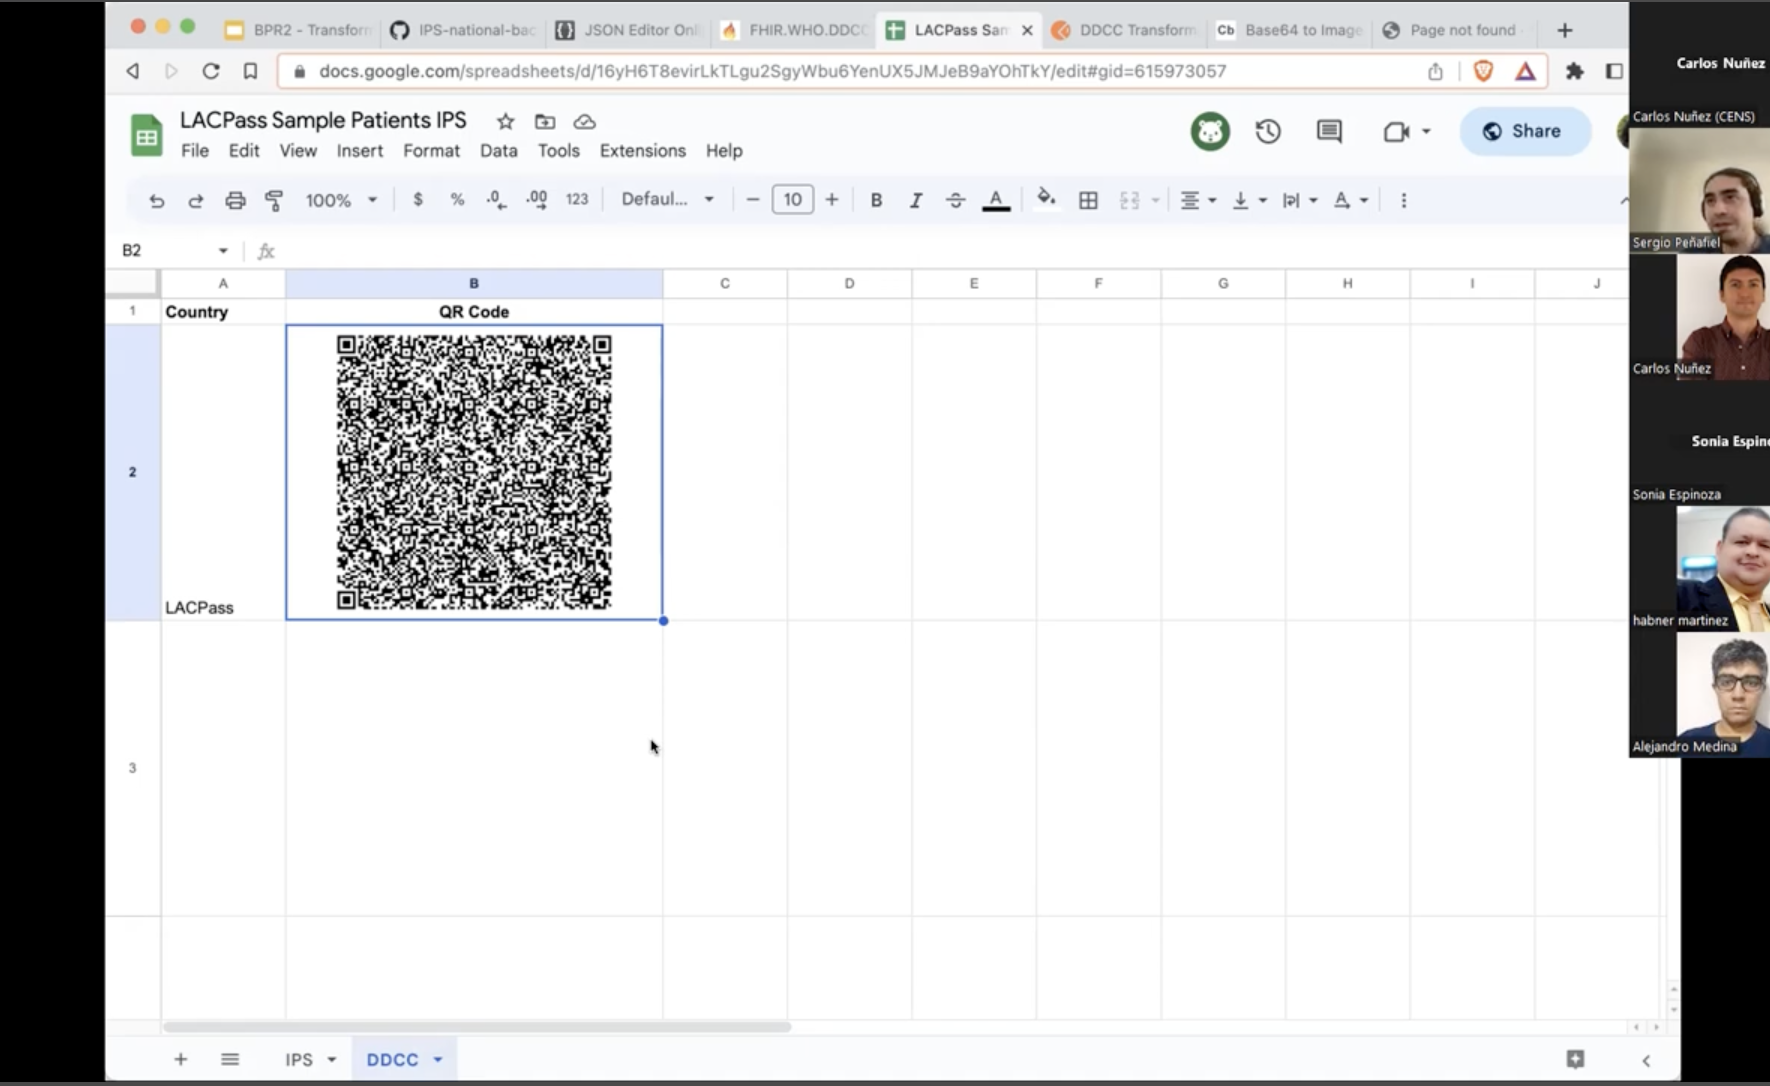 BPR2 - Transform
IPS-national-bac
JSON Editor Onli
FHIR.WHO.DDCC
LACPass Sam
DDCC Transform
Base64 to Image
Page not found
docs.google.com/spreadsheets/d/16yH6T8evirLkTLgu2SgyWbu6YenUX5JMJeB9aYOhTkY/edit#gid=615973057
LACPass Sample Patients IPS
File Edit View Insert Format Data Tools Extensions Help
Share
100% $ % .0 .00 123 Defaul... 10 B I A
B2 fx
A B C D E F G H I J
1 Country QR Code
2
LACPass
3
IPS DDCC
Carlos Nuñez
Carlos Nuñez (CENS)
Sergio Peñafiel
Carlos Nuñez
Sonia Espin
Sonia Espinoza
habner martinez
Alejandro Medina